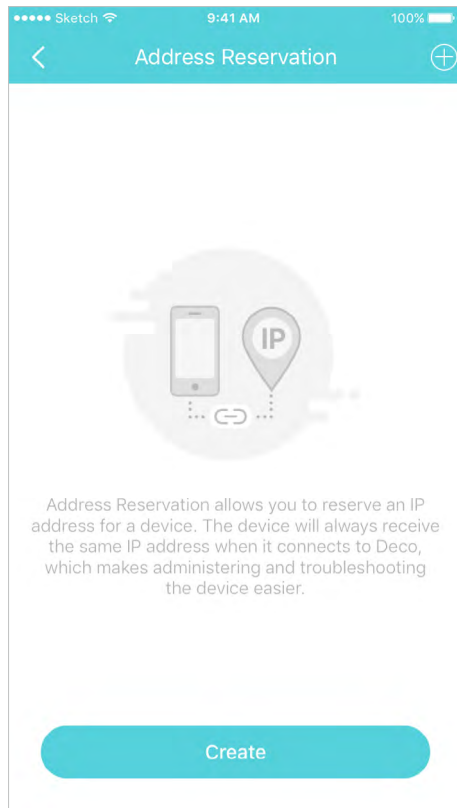 Sketch 9:41 AM 100%
Address Reservation
IP
Address Reservation allows you to reserve an IP
address for a device. The device will always receive
the same IP address when it connects to Deco,
which makes administering and troubleshooting
the device easier.
Create